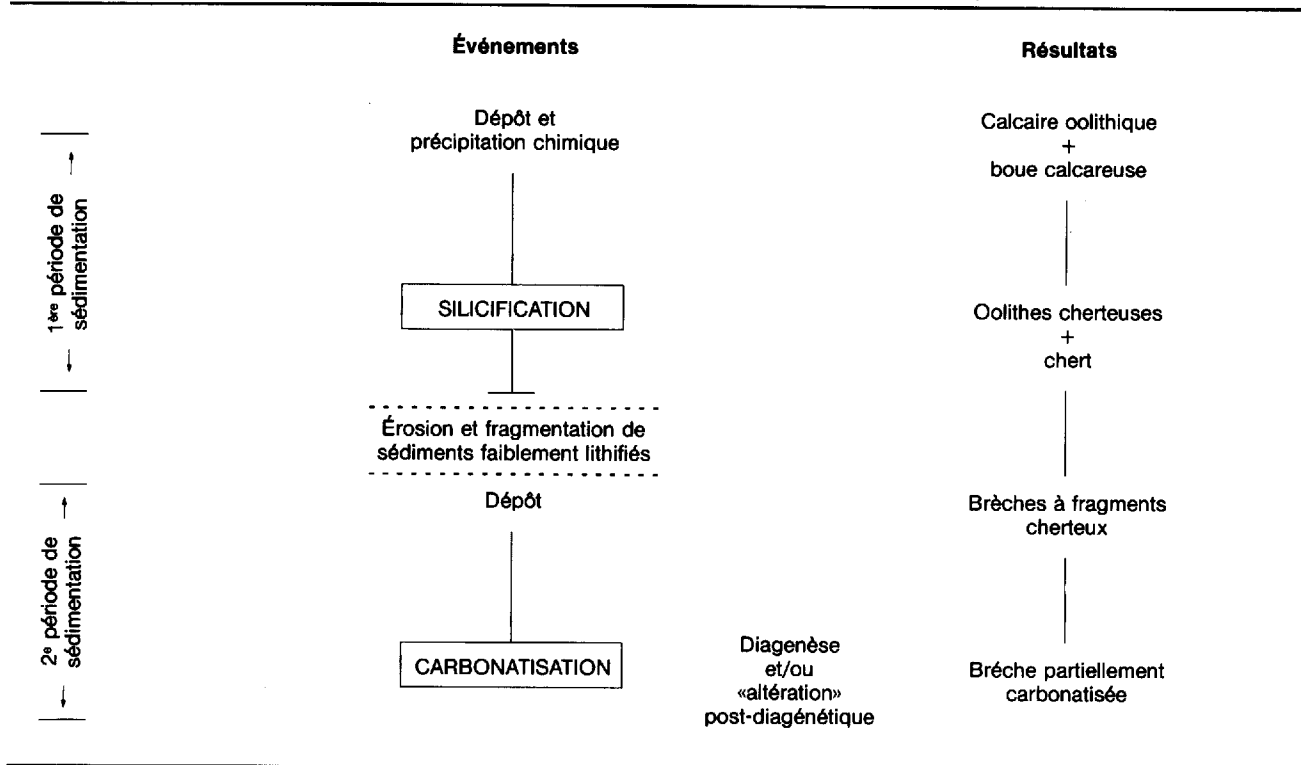 Événements
Résultats
1ère période de
sédimentation
Dépôt et
précipitation chimique
Calcaire oolithique
+
boue calcareuse
SILICIFICATION
Oolithes cherteuses
+
chert
Érosion et fragmentation de
sédiments faiblement lithifiés
2e période de
sédimentation
Dépôt
Brèches à fragments
cherteux
CARBONATISATION
Diagenèse
et/ou
«altération»
post-diagénétique
Bréche partiellement
carbonatisée